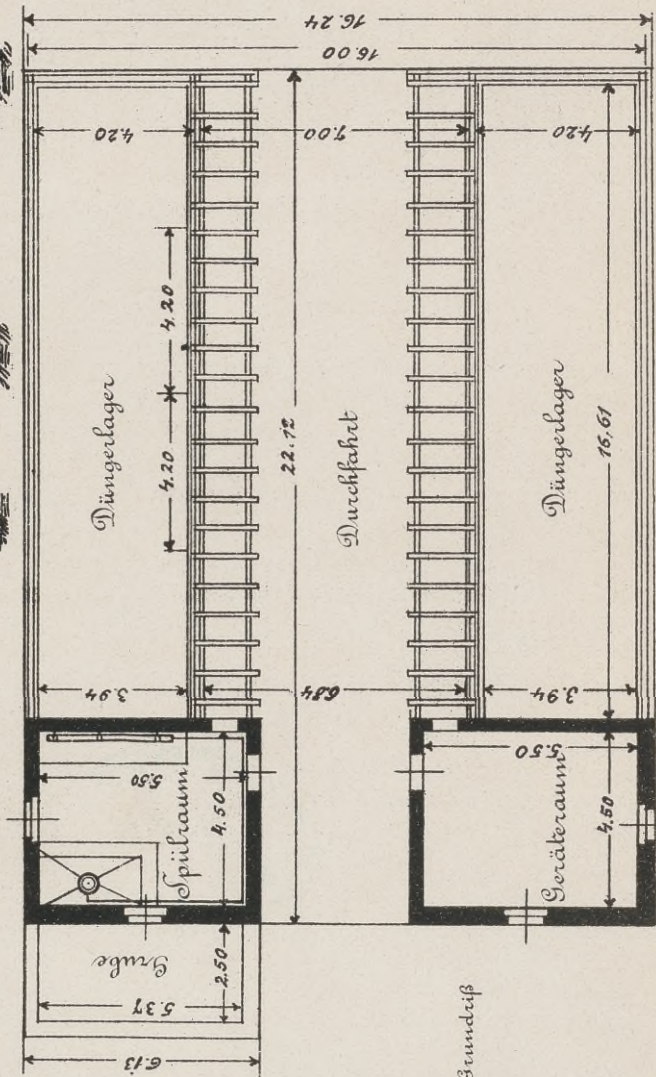 16.24
16.00
4.20
7.00
4.20
4.20
4.20
Düngerlager
22.12
Durchfahrt
Düngerlager
16.61
3.94
6.84
3.94
5.50
Spülraum
4.50
5.50
Geräteraum
4.50
Grube
2.50
5.37
6.13
Grundriß